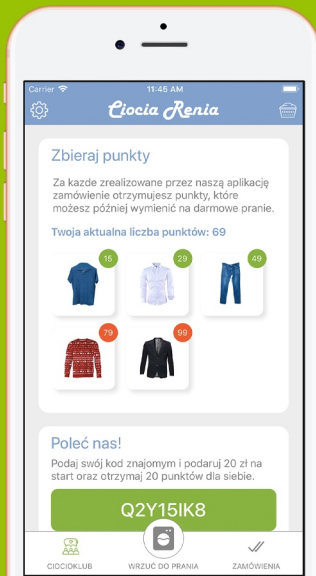 Carrier 11:45 AM
Ciocia Renia
Zbieraj punkty
Za kazde zrealizowane przez naszą aplikację
zamówienie otrzymujesz punkty, które
możesz później wymienić na darmowe pranie.
Twoja aktualna liczba punktów: 69
15 29 49
79 99
Poleć nas!
Podaj swój kod znajomym i podaruj 20 zł na
start oraz otrzymaj 20 punktów dla siebie.
Q2Y15IK8
CIOCIOKLUB WRZUĆ DO PRANIA ZAMÓWIENIA